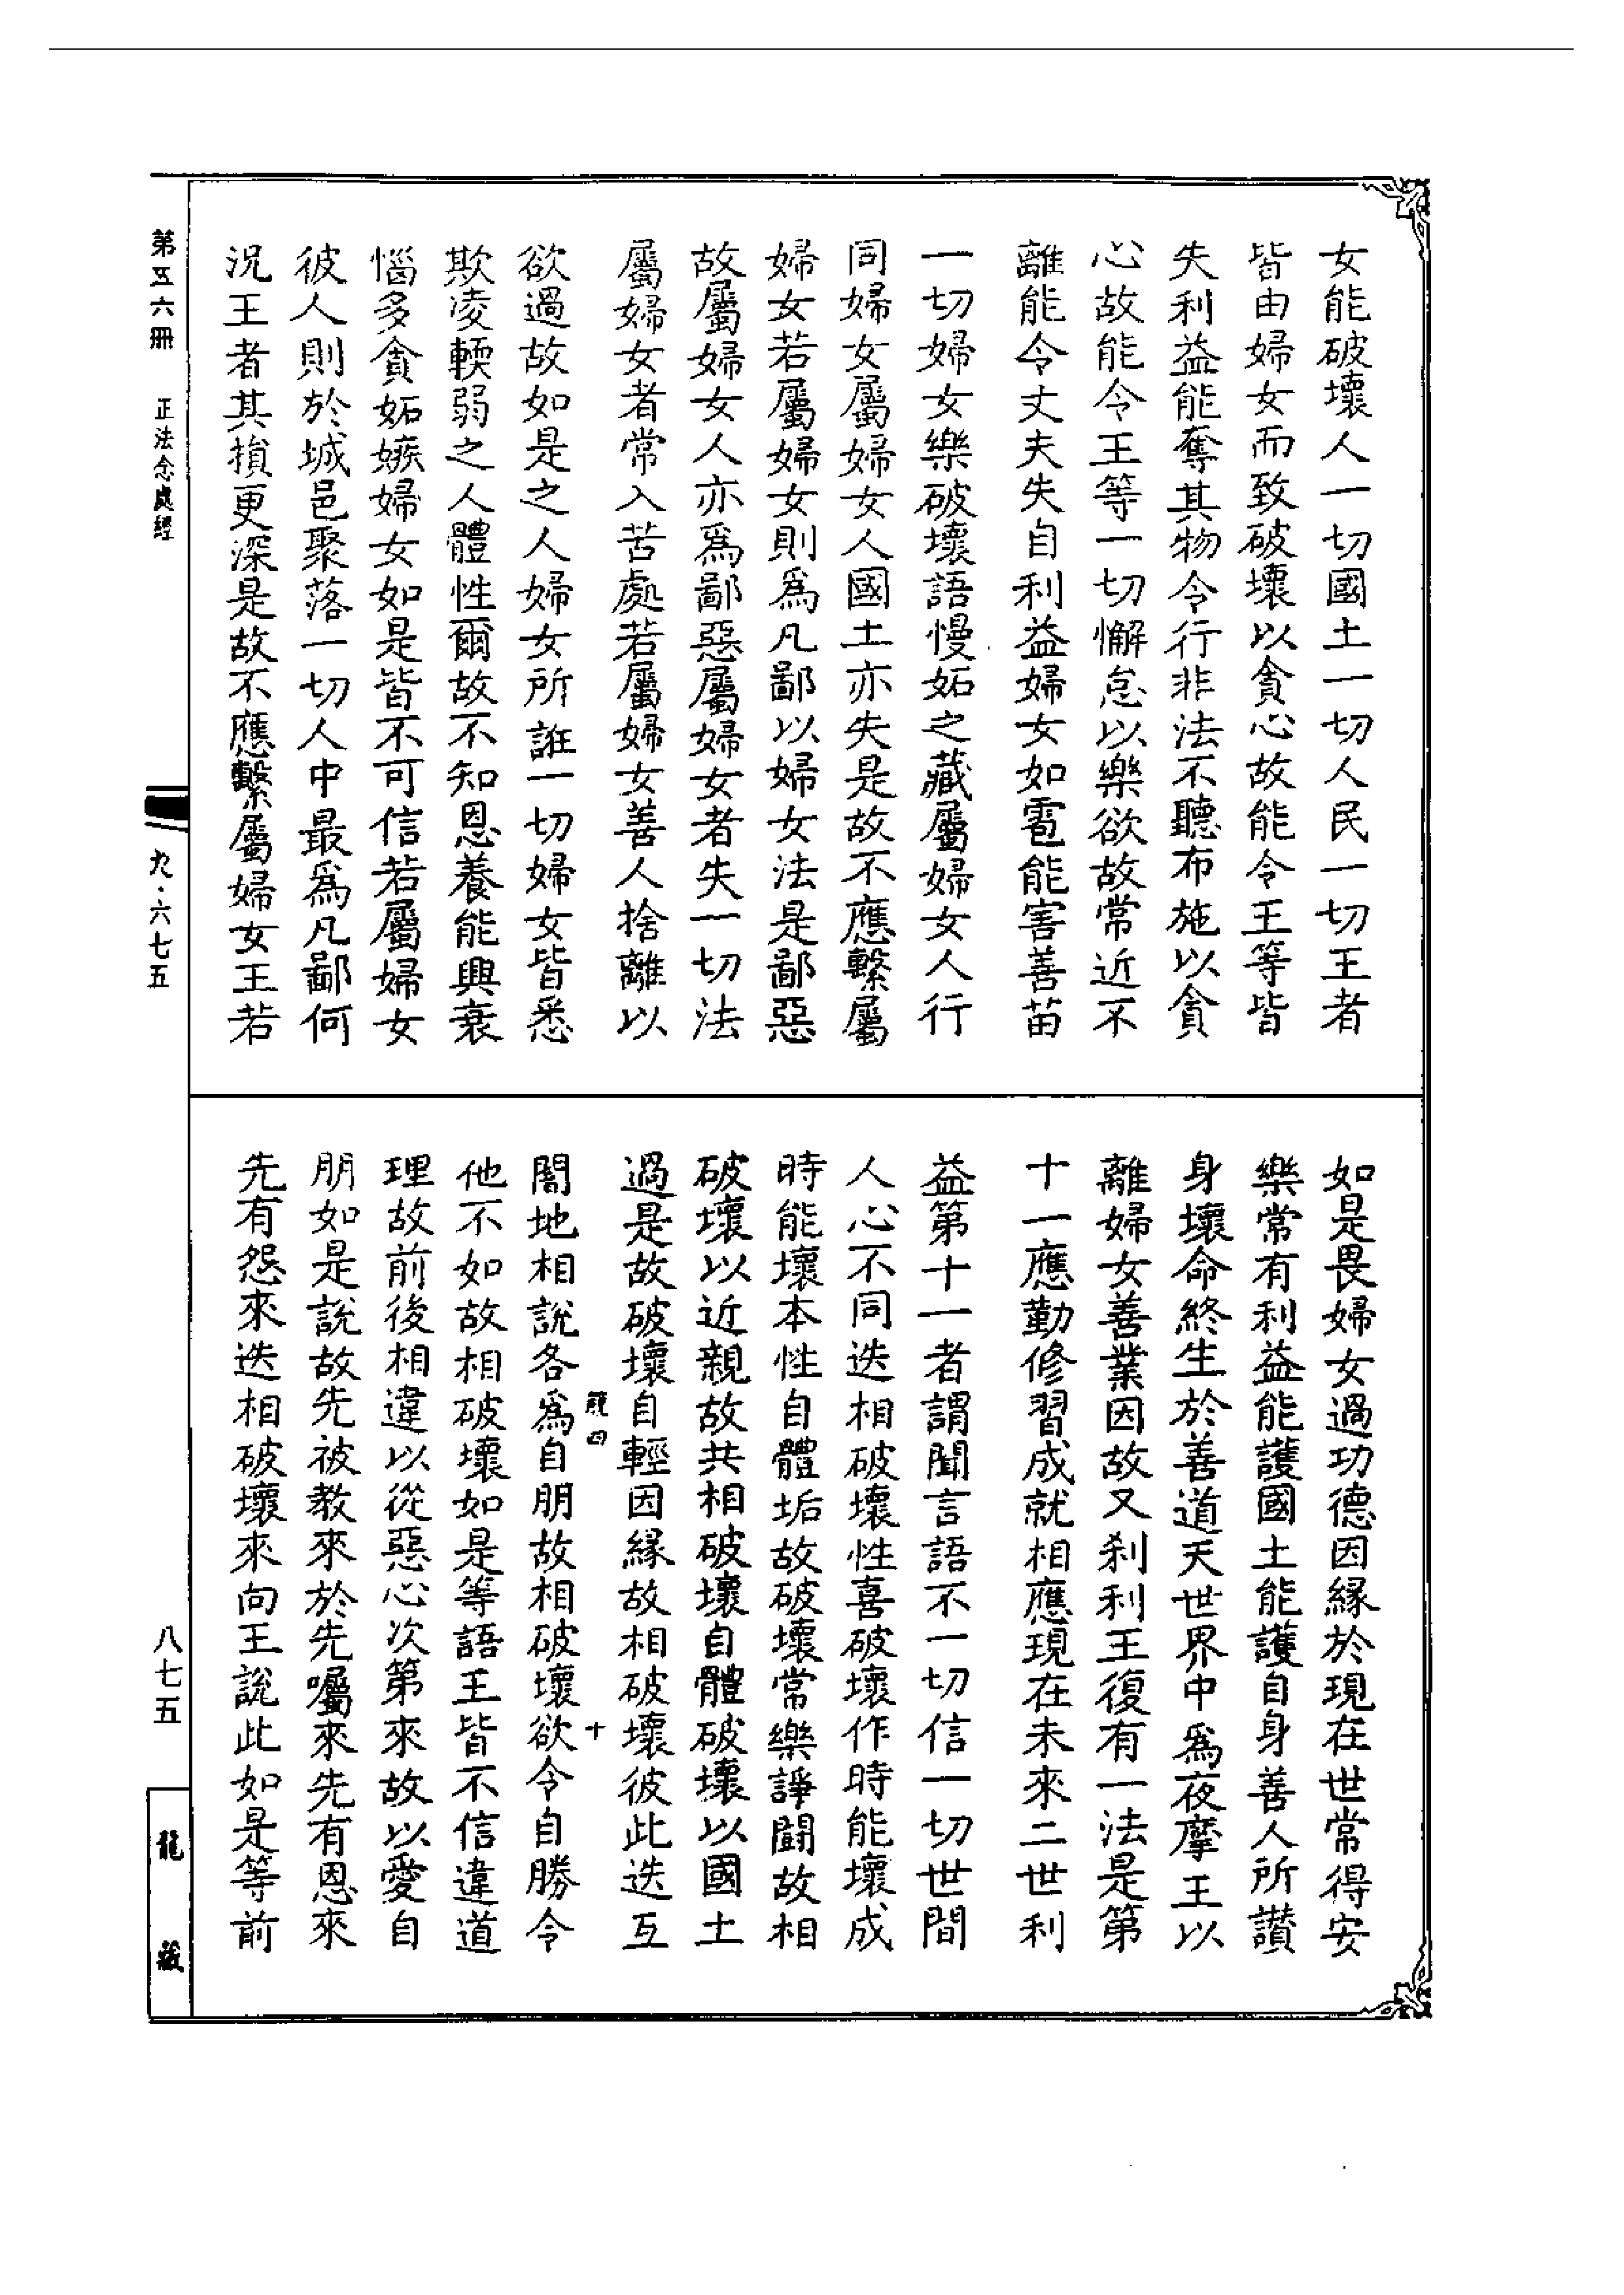 女能破壞人一切國土一切人民一切王者
皆由婦女而致破壞以貪心故能令王等皆
失利益能奪其物令行非法不聽布施以貪
心故能令王等一切懈怠以樂欲故常近不
離能令丈夫失自利益婦女如雹能害善苗
一切婦女樂破壞語慢妬之藏屬婦女人行
同婦女屬婦女人國土亦失是故不應繫屬
婦女若屬婦女則爲凡鄙以婦女法是鄙惡
故屬婦女人亦爲鄙惡屬婦女者失一切法
屬婦女者常入苦處若屬婦女善人捨離以
欲過故如是之人婦女所誑一切婦女皆悉
欺凌輭弱之人體性爾故不知恩養能興衰
惱多貪妬嫉婦女如是皆不可信若屬婦女
彼人則於城邑聚落一切人中最爲凡鄙何
況王者其損更深是故不應繫屬婦女王若
如是畏婦女過功德因緣於現在世常得安
樂常有利益能護國土能護自身善人所讃
身壞命終生於善道天世界中爲夜摩王以
離婦女善業因故又刹利王復有一法是第
十一應勤修習成就相應現在未來二世利
益第十一者謂聞言語不一切信一切世間
人心不同迭相破壞性喜破壞作時能壞成
時能壞本性自體垢故破壞常樂諍鬪故相
破壞以近親故共相破壞自體破壞以國土
過是故破壞自輕因緣故相破壞彼此迭互
十
闇地相說各爲自朋故相破壞欲令自勝令
他不如故相破壞如是等語王皆不信違道
理故前後相違以從惡心次第來故以愛自
朋如是說故先被教來於先囑來先有恩來
先有怨來迭相破壞來向王說此如是等前
第五六冊 正法念處經 九·六七五 八七五 龍藏